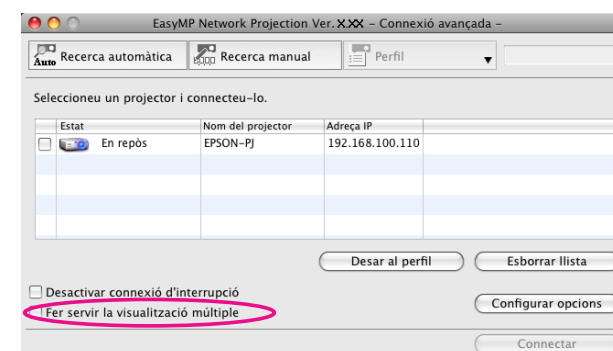 EasyMP Network Projection Ver. X.XX – Connexió avançada –
Auto Recerca automàtica Recerca manual Perfil
Seleccioneu un projector i connecteu-lo.
Estat Nom del projector Adreça IP
En repòs EPSON-PJ 192.168.100.110
Desar al perfil Esborrar llista
Desactivar connexió d'interrupció
Fer servir la visualització múltiple
Configurar opcions
Connectar